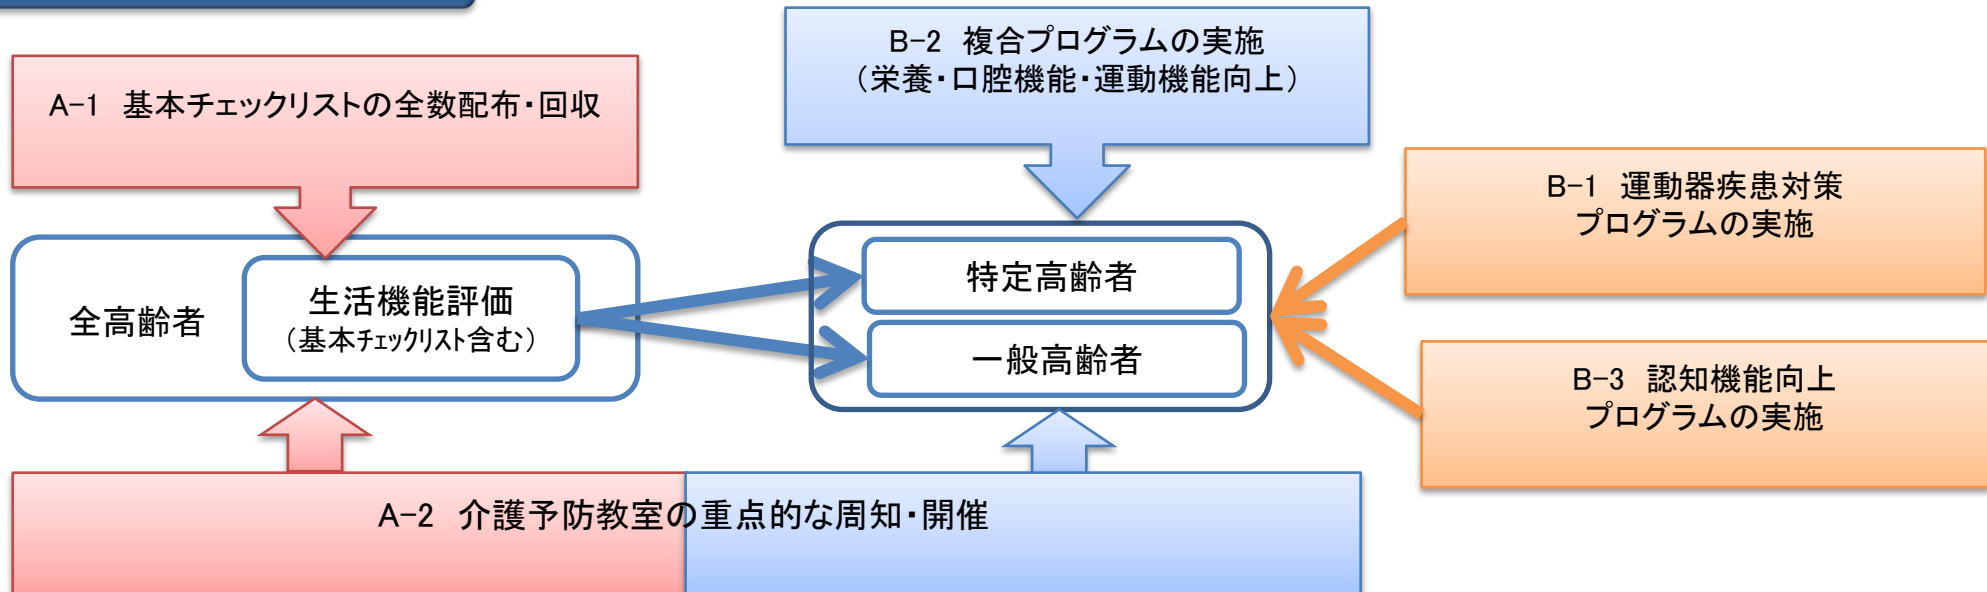 B-2 複合プログラムの実施
（栄養・口腔機能・運動機能向上）
A-1 基本チェックリストの全数配布・回収
B-1 運動器疾患対策
プログラムの実施
全高齢者
生活機能評価
（基本ﾁｪｯｸﾘｽﾄ含む）
特定高齢者
一般高齢者
B-3 認知機能向上
プログラムの実施
A-2 介護予防教室の重点的な周知・開催